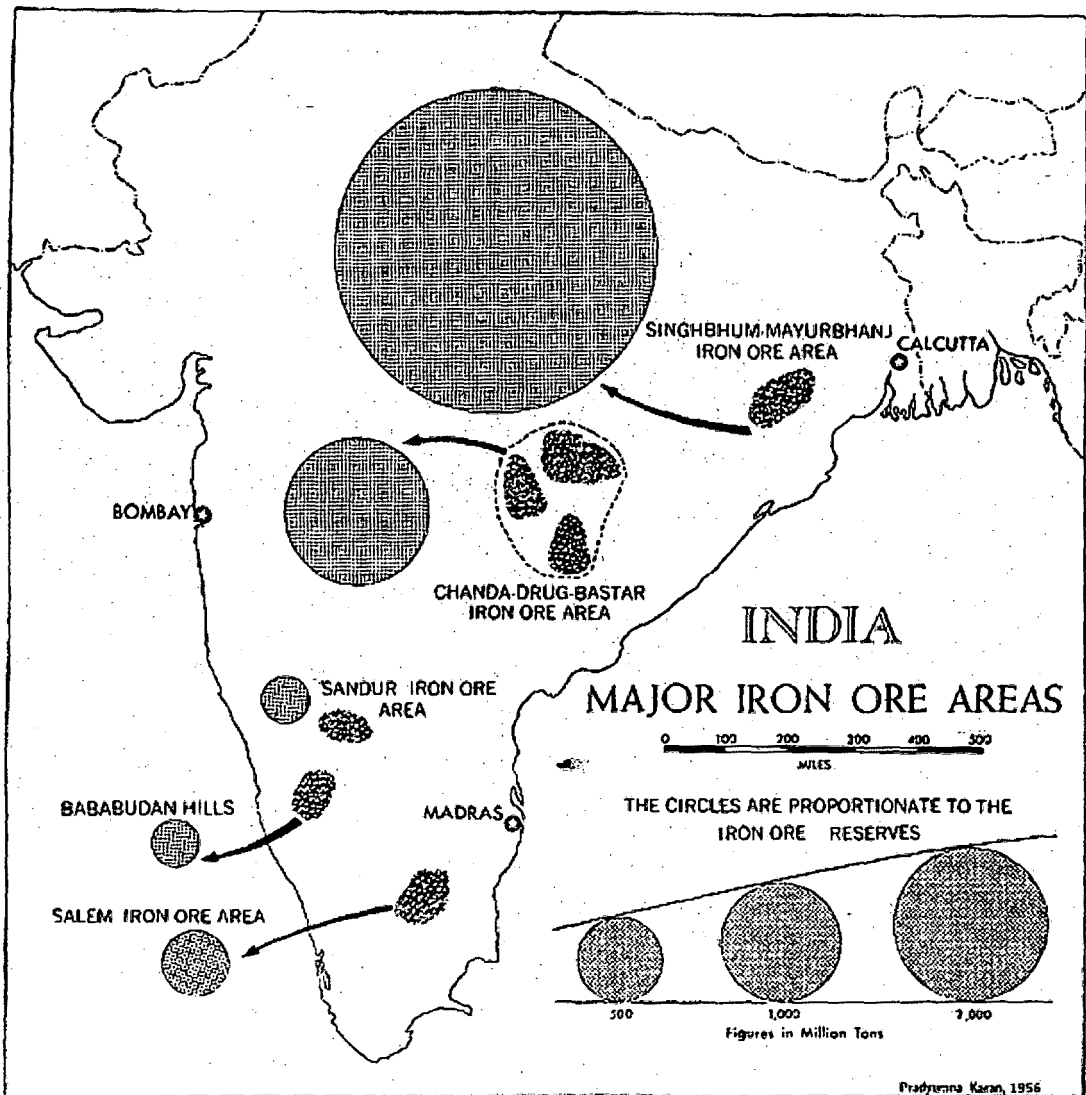 SINGHBHUM-MAYURBHANJ
IRON ORE AREA
CALCUTTA
BOMBAY
CHANDA-DRUG-BASTAR
IRON ORE AREA
INDIA
MAJOR IRON ORE AREAS
0 100 200 300 400 500
MILES
SANDUR IRON ORE
AREA
BABABUDAN HILLS
MADRAS
THE CIRCLES ARE PROPORTIONATE TO THE
IRON ORE RESERVES
SALEM IRON ORE AREA
500 1,000 2,000
Figures in Million Tons
Pradyumna Karan, 1956